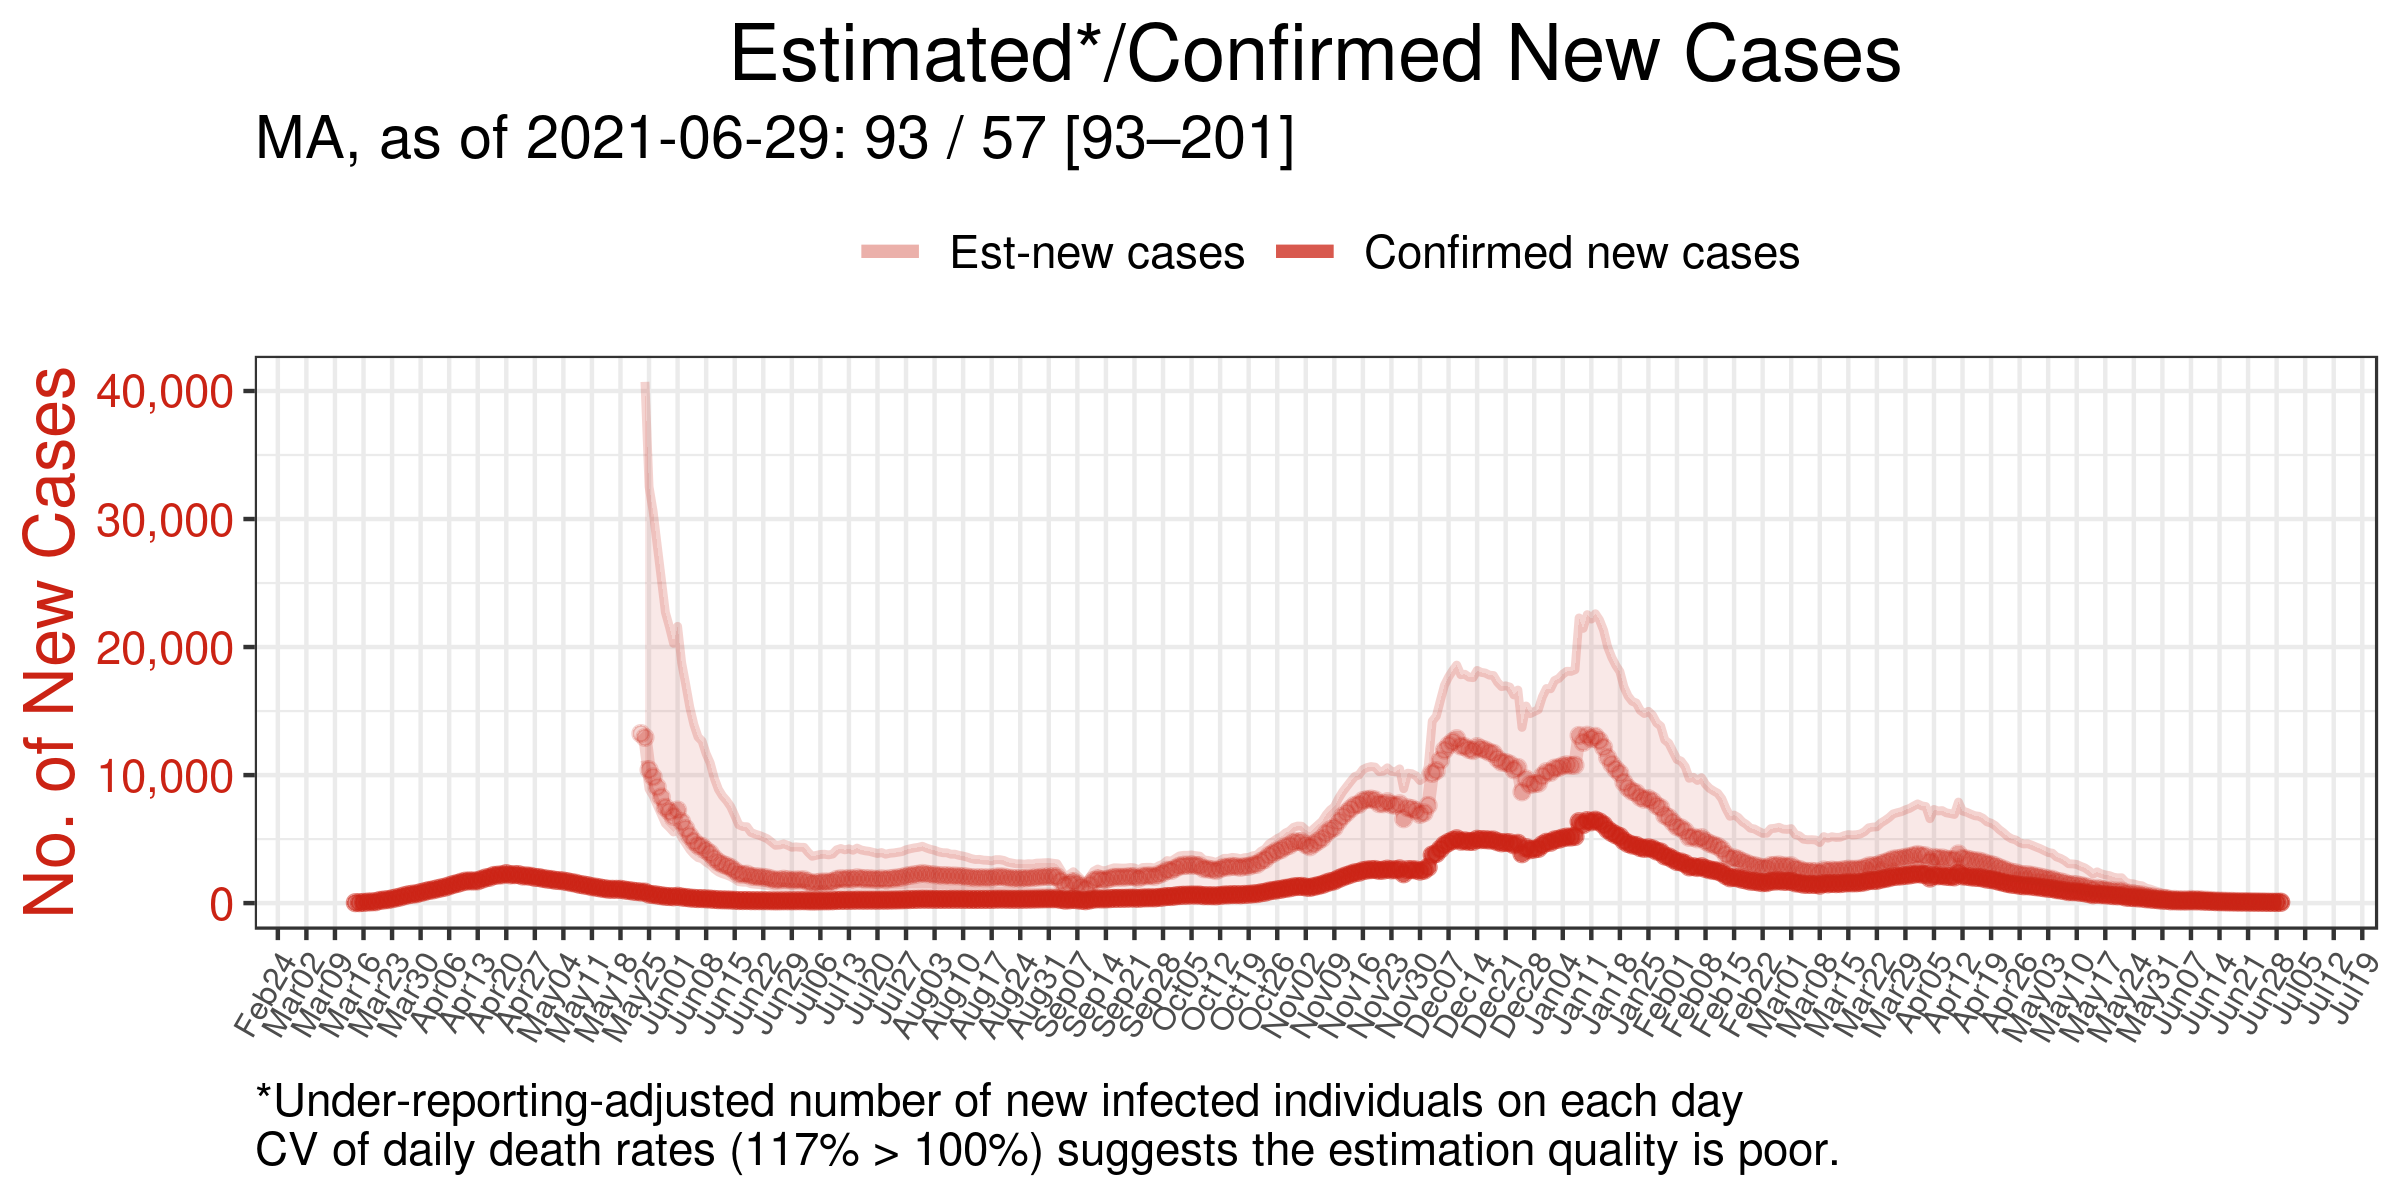 Estimated*/Confirmed New Cases
MA, as of 2021-06-29: 93 / 57 [93–201]
Est-new cases Confirmed new cases
No. of New Cases
40,000
30,000
20,000
10,000
0
Feb24 Mar02 Mar09 Mar16 Mar23 Mar30 Apr06 Apr13 Apr20 Apr27 May04 May11 May18 May25 Jun01 Jun08 Jun15 Jun22 Jun29 Jul06 Jul13 Jul20 Jul27 Aug03 Aug10 Aug17 Aug24 Aug31 Sep07 Sep14 Sep21 Sep28 Oct05 Oct12 Oct19 Oct26 Nov02 Nov09 Nov16 Nov23 Nov30 Dec07 Dec14 Dec21 Dec28 Jan04 Jan11 Jan18 Jan25 Feb01 Feb08 Feb15 Feb22 Mar01 Mar08 Mar15 Mar22 Mar29 Apr05 Apr12 Apr19 Apr26 May03 May10 May17 May24 May31 Jun07 Jun14 Jun21 Jun28 Jul05 Jul12 Jul19
*Under-reporting-adjusted number of new infected individuals on each day
CV of daily death rates (117% > 100%) suggests the estimation quality is poor.